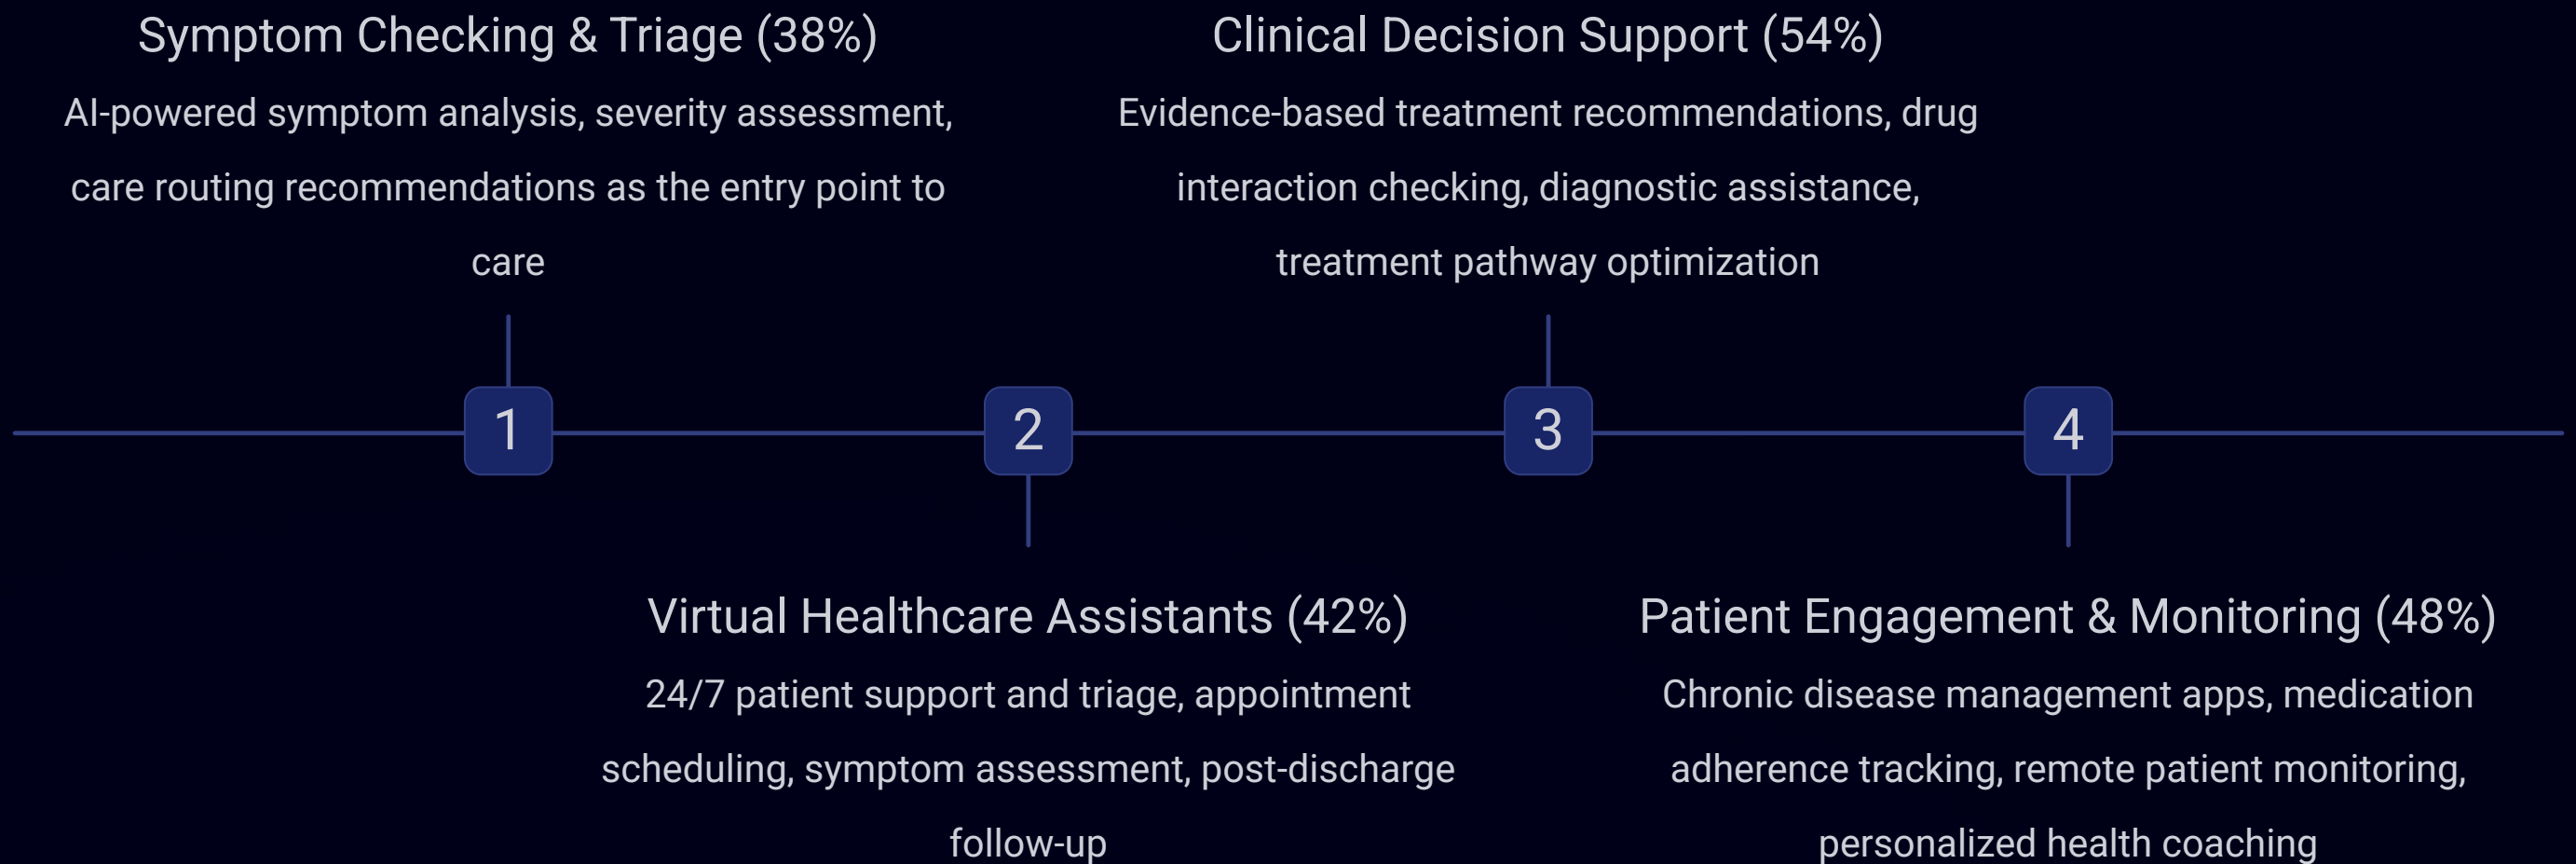 Symptom Checking & Triage (38%)
AI-powered symptom analysis, severity assessment,
care routing recommendations as the entry point to
care
Clinical Decision Support (54%)
Evidence-based treatment recommendations, drug
interaction checking, diagnostic assistance,
treatment pathway optimization
1
2
3
4
Virtual Healthcare Assistants (42%)
24/7 patient support and triage, appointment
scheduling, symptom assessment, post-discharge
follow-up
Patient Engagement & Monitoring (48%)
Chronic disease management apps, medication
adherence tracking, remote patient monitoring,
personalized health coaching